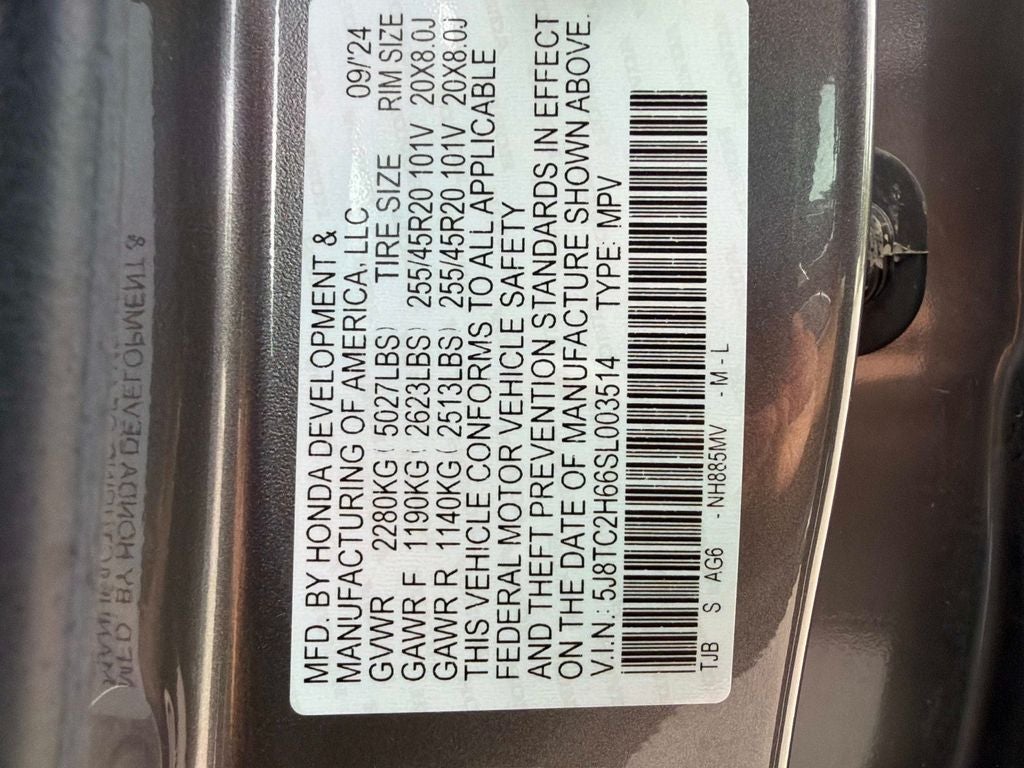 MFD. BY HONDA DEVELOPMENT &
MANUFACTURING OF AMERICA, LLC 09/'24
GVWR 2280KG ( 5027LBS) TIRE SIZE RIM SIZE
GAWR F 1190KG ( 2623LBS) 255/45R20 101V 20X8.0J
GAWR R 1140KG ( 2513LBS) 255/45R20 101V 20X8.0J
THIS VEHICLE CONFORMS TO ALL APPLICABLE
FEDERAL MOTOR VEHICLE SAFETY
AND THEFT PREVENTION STANDARDS IN EFFECT
ON THE DATE OF MANUFACTURE SHOWN ABOVE.
V.I.N.: 5J8TC2H66SL003514 TYPE: MPV
TJB S AG6 - NH885MV - M - L